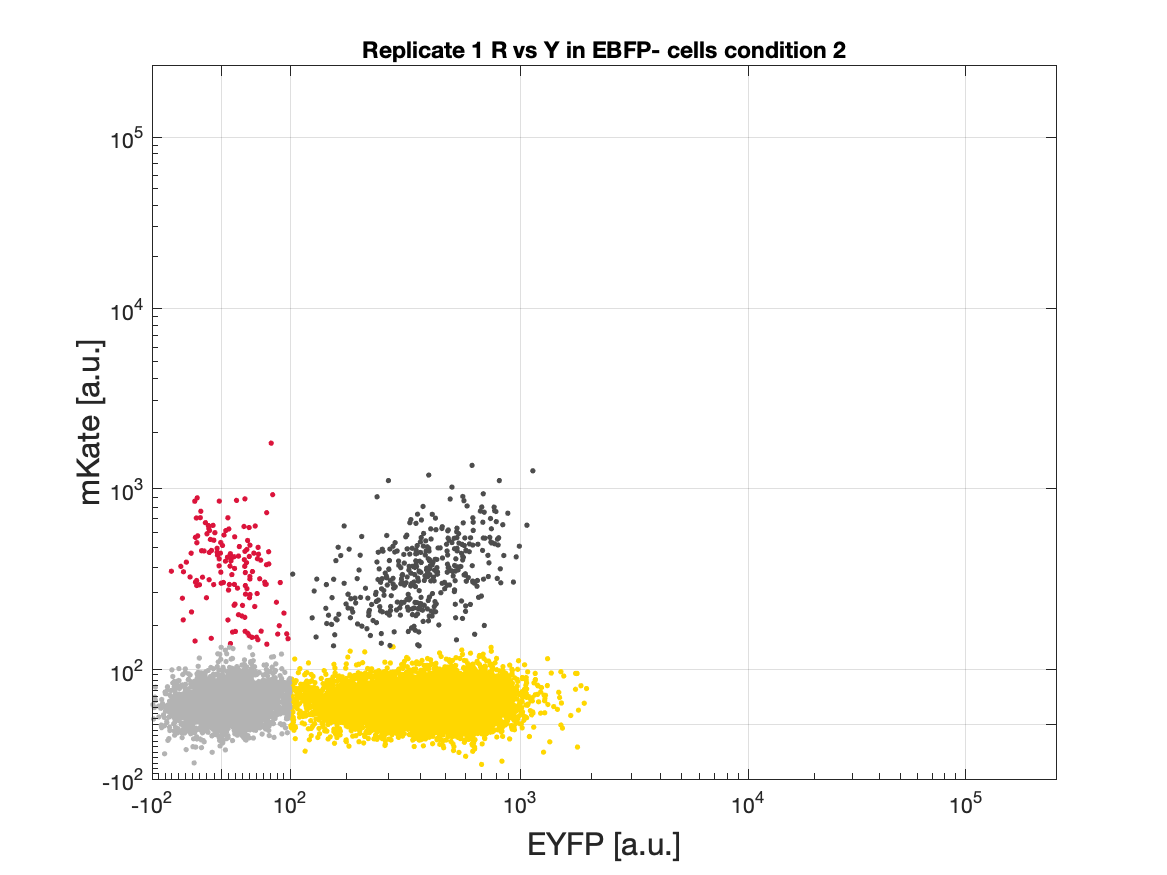 Replicate 1 R vs Y in EBFP- cells condition 2
10^5
10^4
10^3
10^2
-10^2
mKate [a.u.]
-10^2 10^2 10^3 10^4 10^5
EYFP [a.u.]